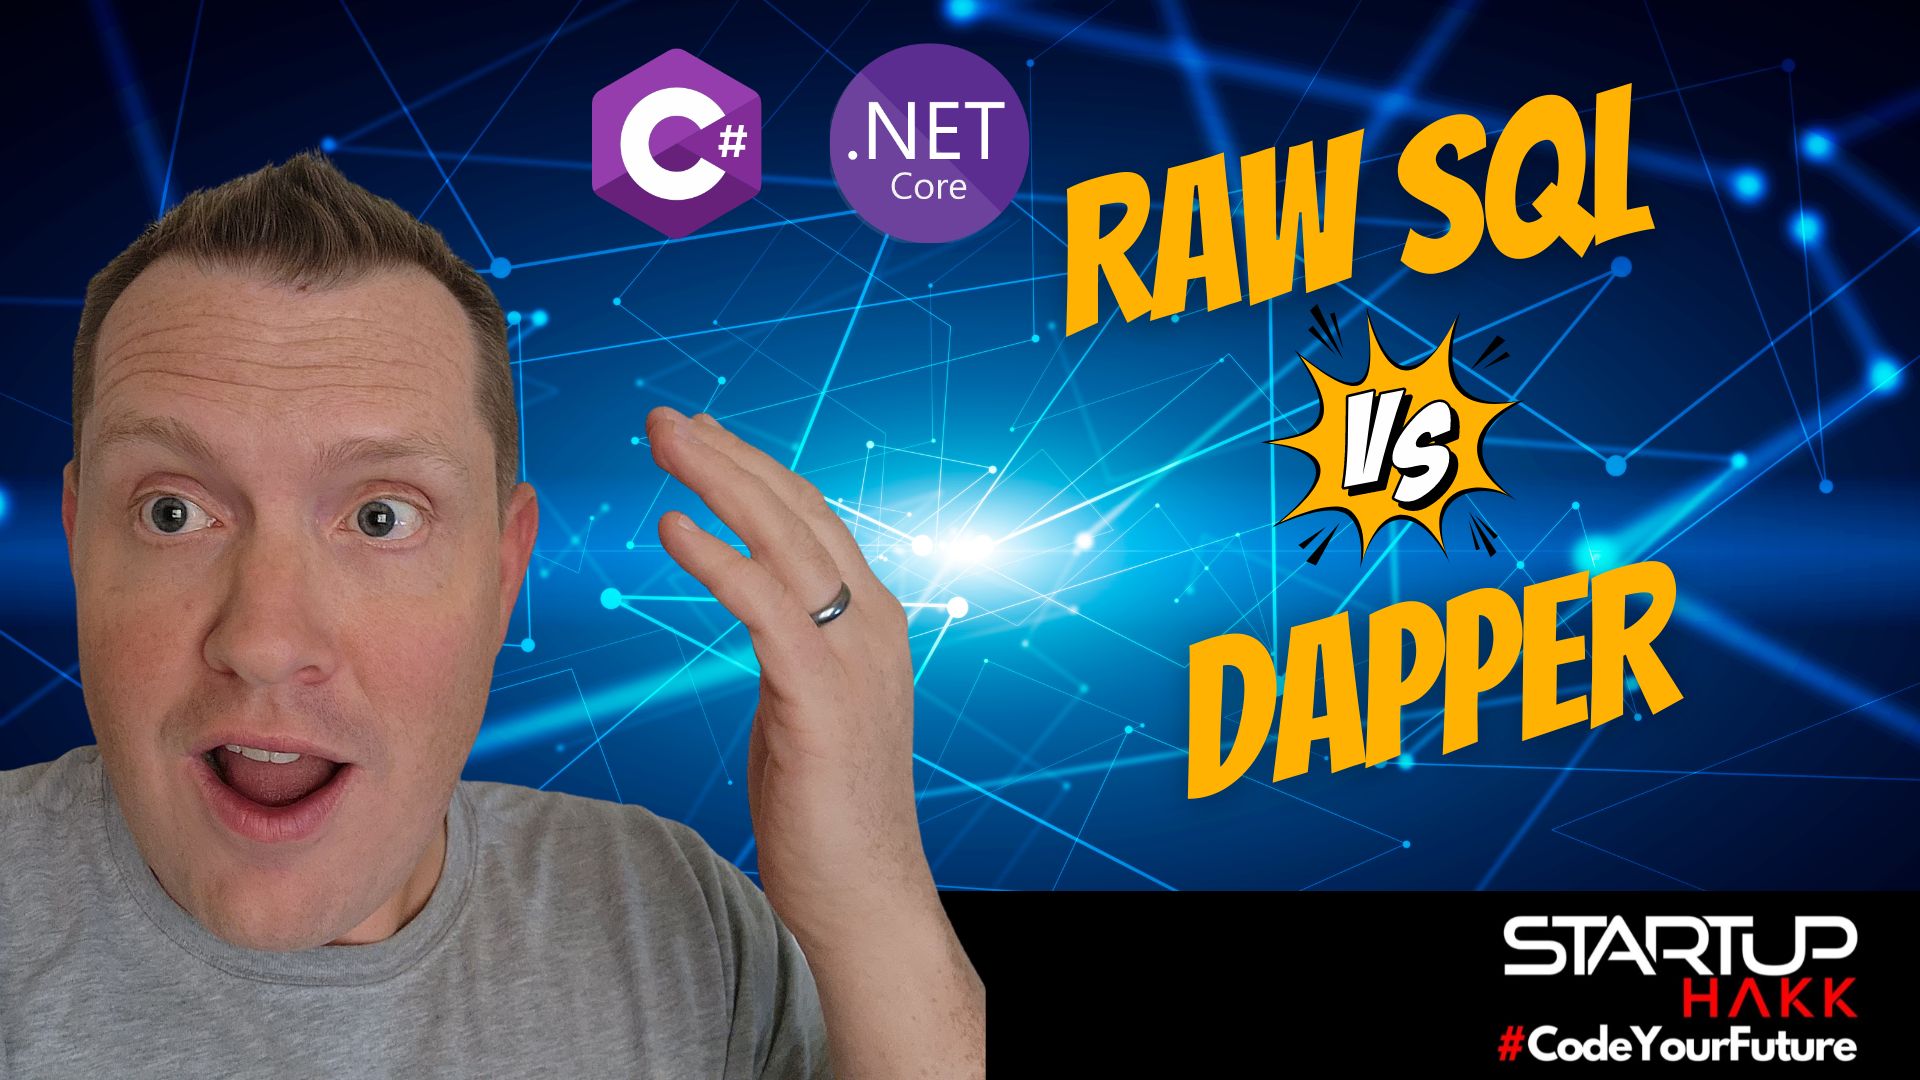 C#
.NET
Core
RAW SQL
VS
DAPPER
STARTUP
HAKK
#CodeYourFuture